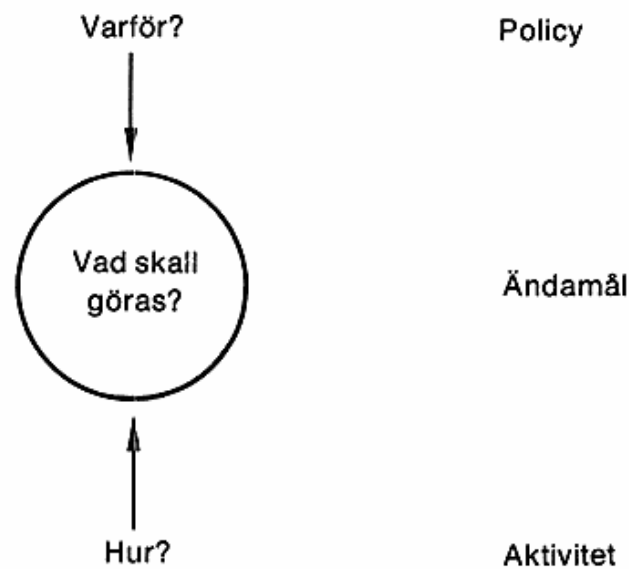 Varför?
Policy
Vad skall
göras?
Ändamål
Hur?
Aktivitet